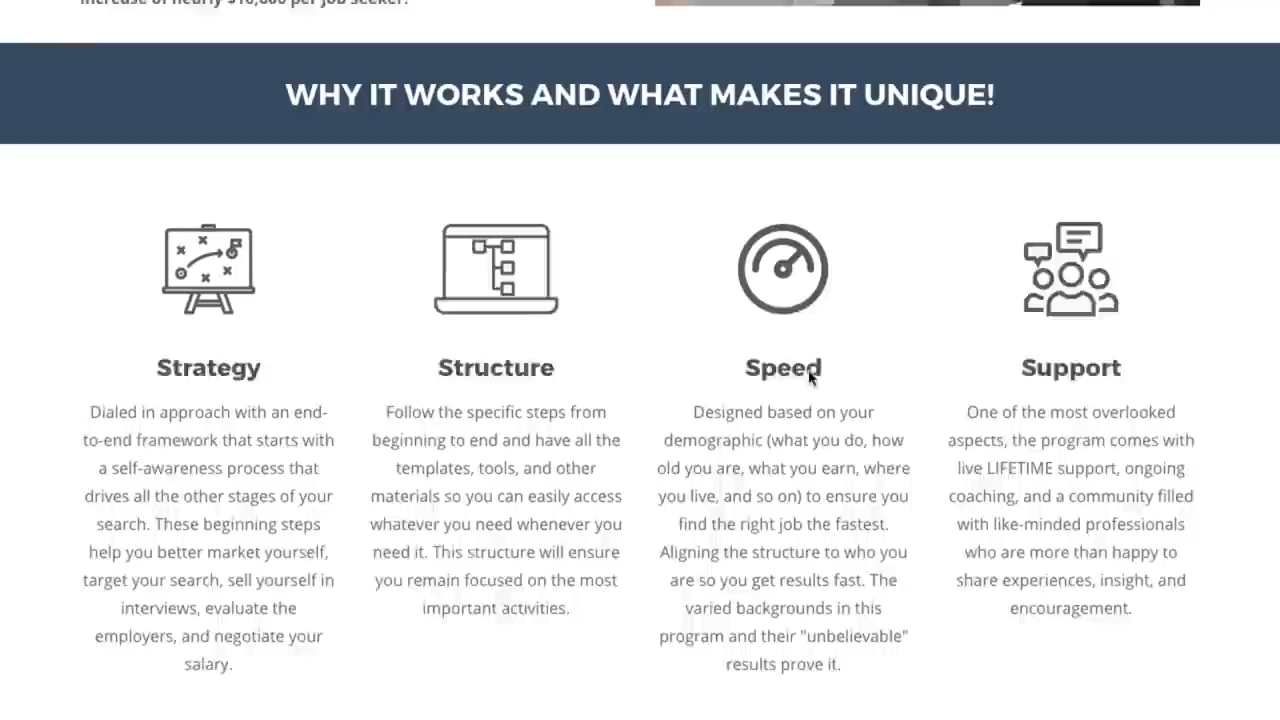 increase of nearly $10,000 per job seeker.
WHY IT WORKS AND WHAT MAKES IT UNIQUE!
Strategy
Dialed in approach with an end-
to-end framework that starts with
a self-awareness process that
drives all the other stages of your
search. These beginning steps
help you better market yourself,
target your search, sell yourself in
interviews, evaluate the
employers, and negotiate your
salary.
Structure
Follow the specific steps from
beginning to end and have all the
templates, tools, and other
materials so you can easily access
whatever you need whenever you
need it. This structure will ensure
you remain focused on the most
important activities.
Speed
Designed based on your
demographic (what you do, how
old you are, what you earn, where
you live, and so on) to ensure you
find the right job the fastest.
Aligning the structure to who you
are so you get results fast. The
varied backgrounds in this
program and their "unbelievable"
results prove it.
Support
One of the most overlooked
aspects, the program comes with
live LIFETIME support, ongoing
coaching, and a community filled
with like-minded professionals
who are more than happy to
share experiences, insight, and
encouragement.